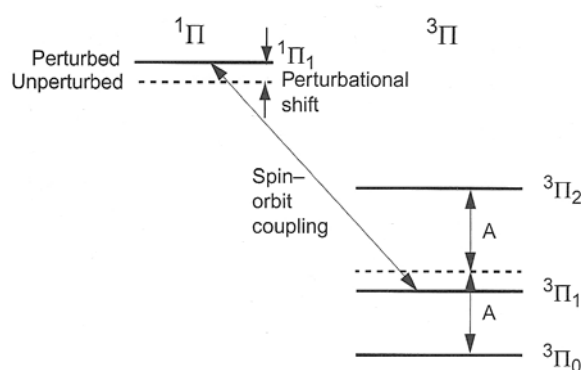 ¹Π
³Π
Perturbed
¹Π₁
Unperturbed
Perturbational
shift
Spin–
orbit
coupling
³Π₂
A
³Π₁
A
³Π₀